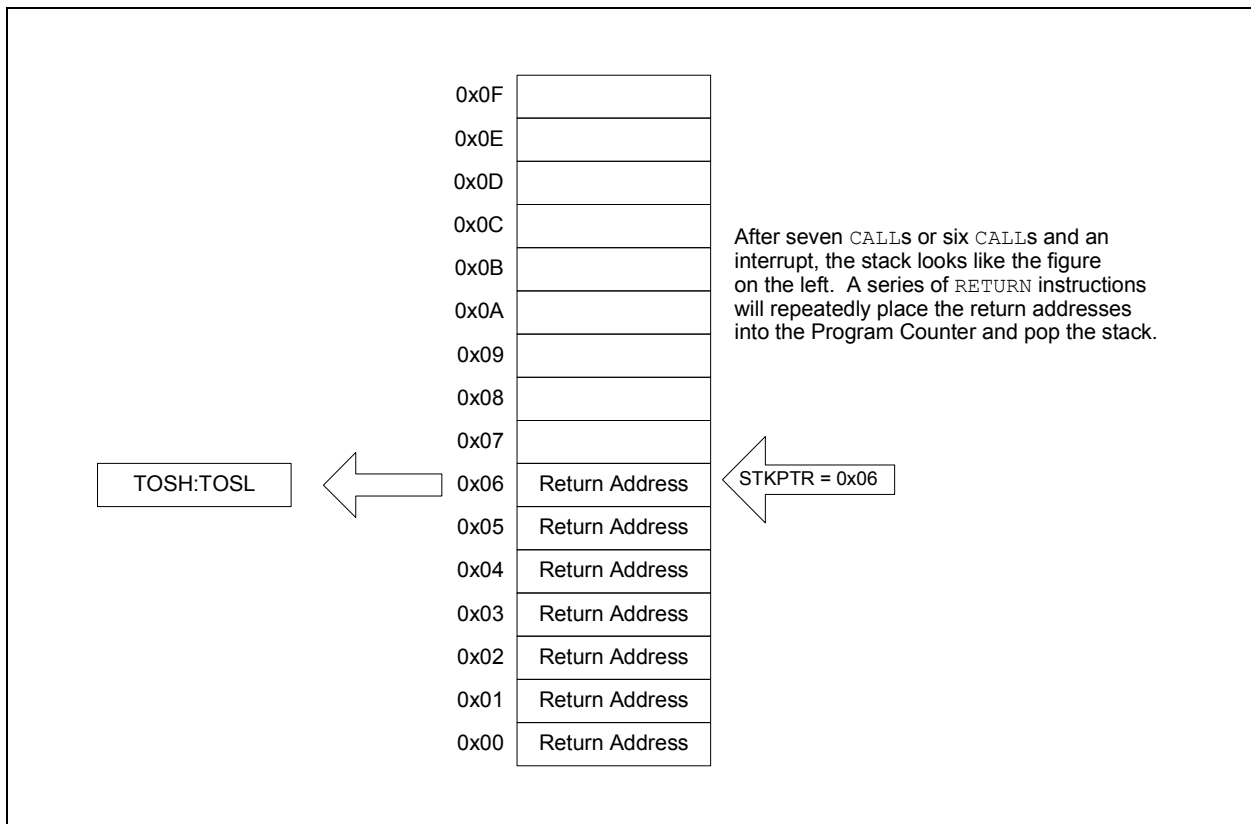 0x0F
0x0E
0x0D
0x0C
0x0B
0x0A
0x09
0x08
0x07
After seven CALLs or six CALLs and an
interrupt, the stack looks like the figure
on the left. A series of RETURN instructions
will repeatedly place the return addresses
into the Program Counter and pop the stack.
TOSH:TOSL
0x06 Return Address
STKPTR = 0x06
0x05 Return Address
0x04 Return Address
0x03 Return Address
0x02 Return Address
0x01 Return Address
0x00 Return Address